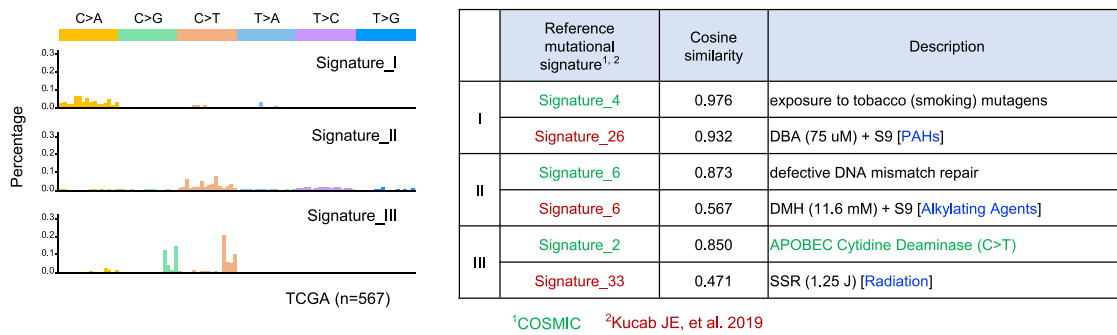 C>A C>G C>T T>A T>C T>G
Percentage
0.3
0.2
0.1
0.0
Signature_I
0.3
0.2
0.1
0.0
Signature_II
0.3
0.2
0.1
0.0
Signature_III
TCGA (n=567)
Reference mutational signature1, 2 Cosine similarity Description
I
Signature_4 0.976 exposure to tobacco (smoking) mutagens
Signature_26 0.932 DBA (75 uM) + S9 [PAHs]
II
Signature_6 0.873 defective DNA mismatch repair
Signature_6 0.567 DMH (11.6 mM) + S9 [Alkylating Agents]
III
Signature_2 0.850 APOBEC Cytidine Deaminase (C>T)
Signature_33 0.471 SSR (1.25 J) [Radiation]
1COSMIC 2Kucab JE, et al. 2019